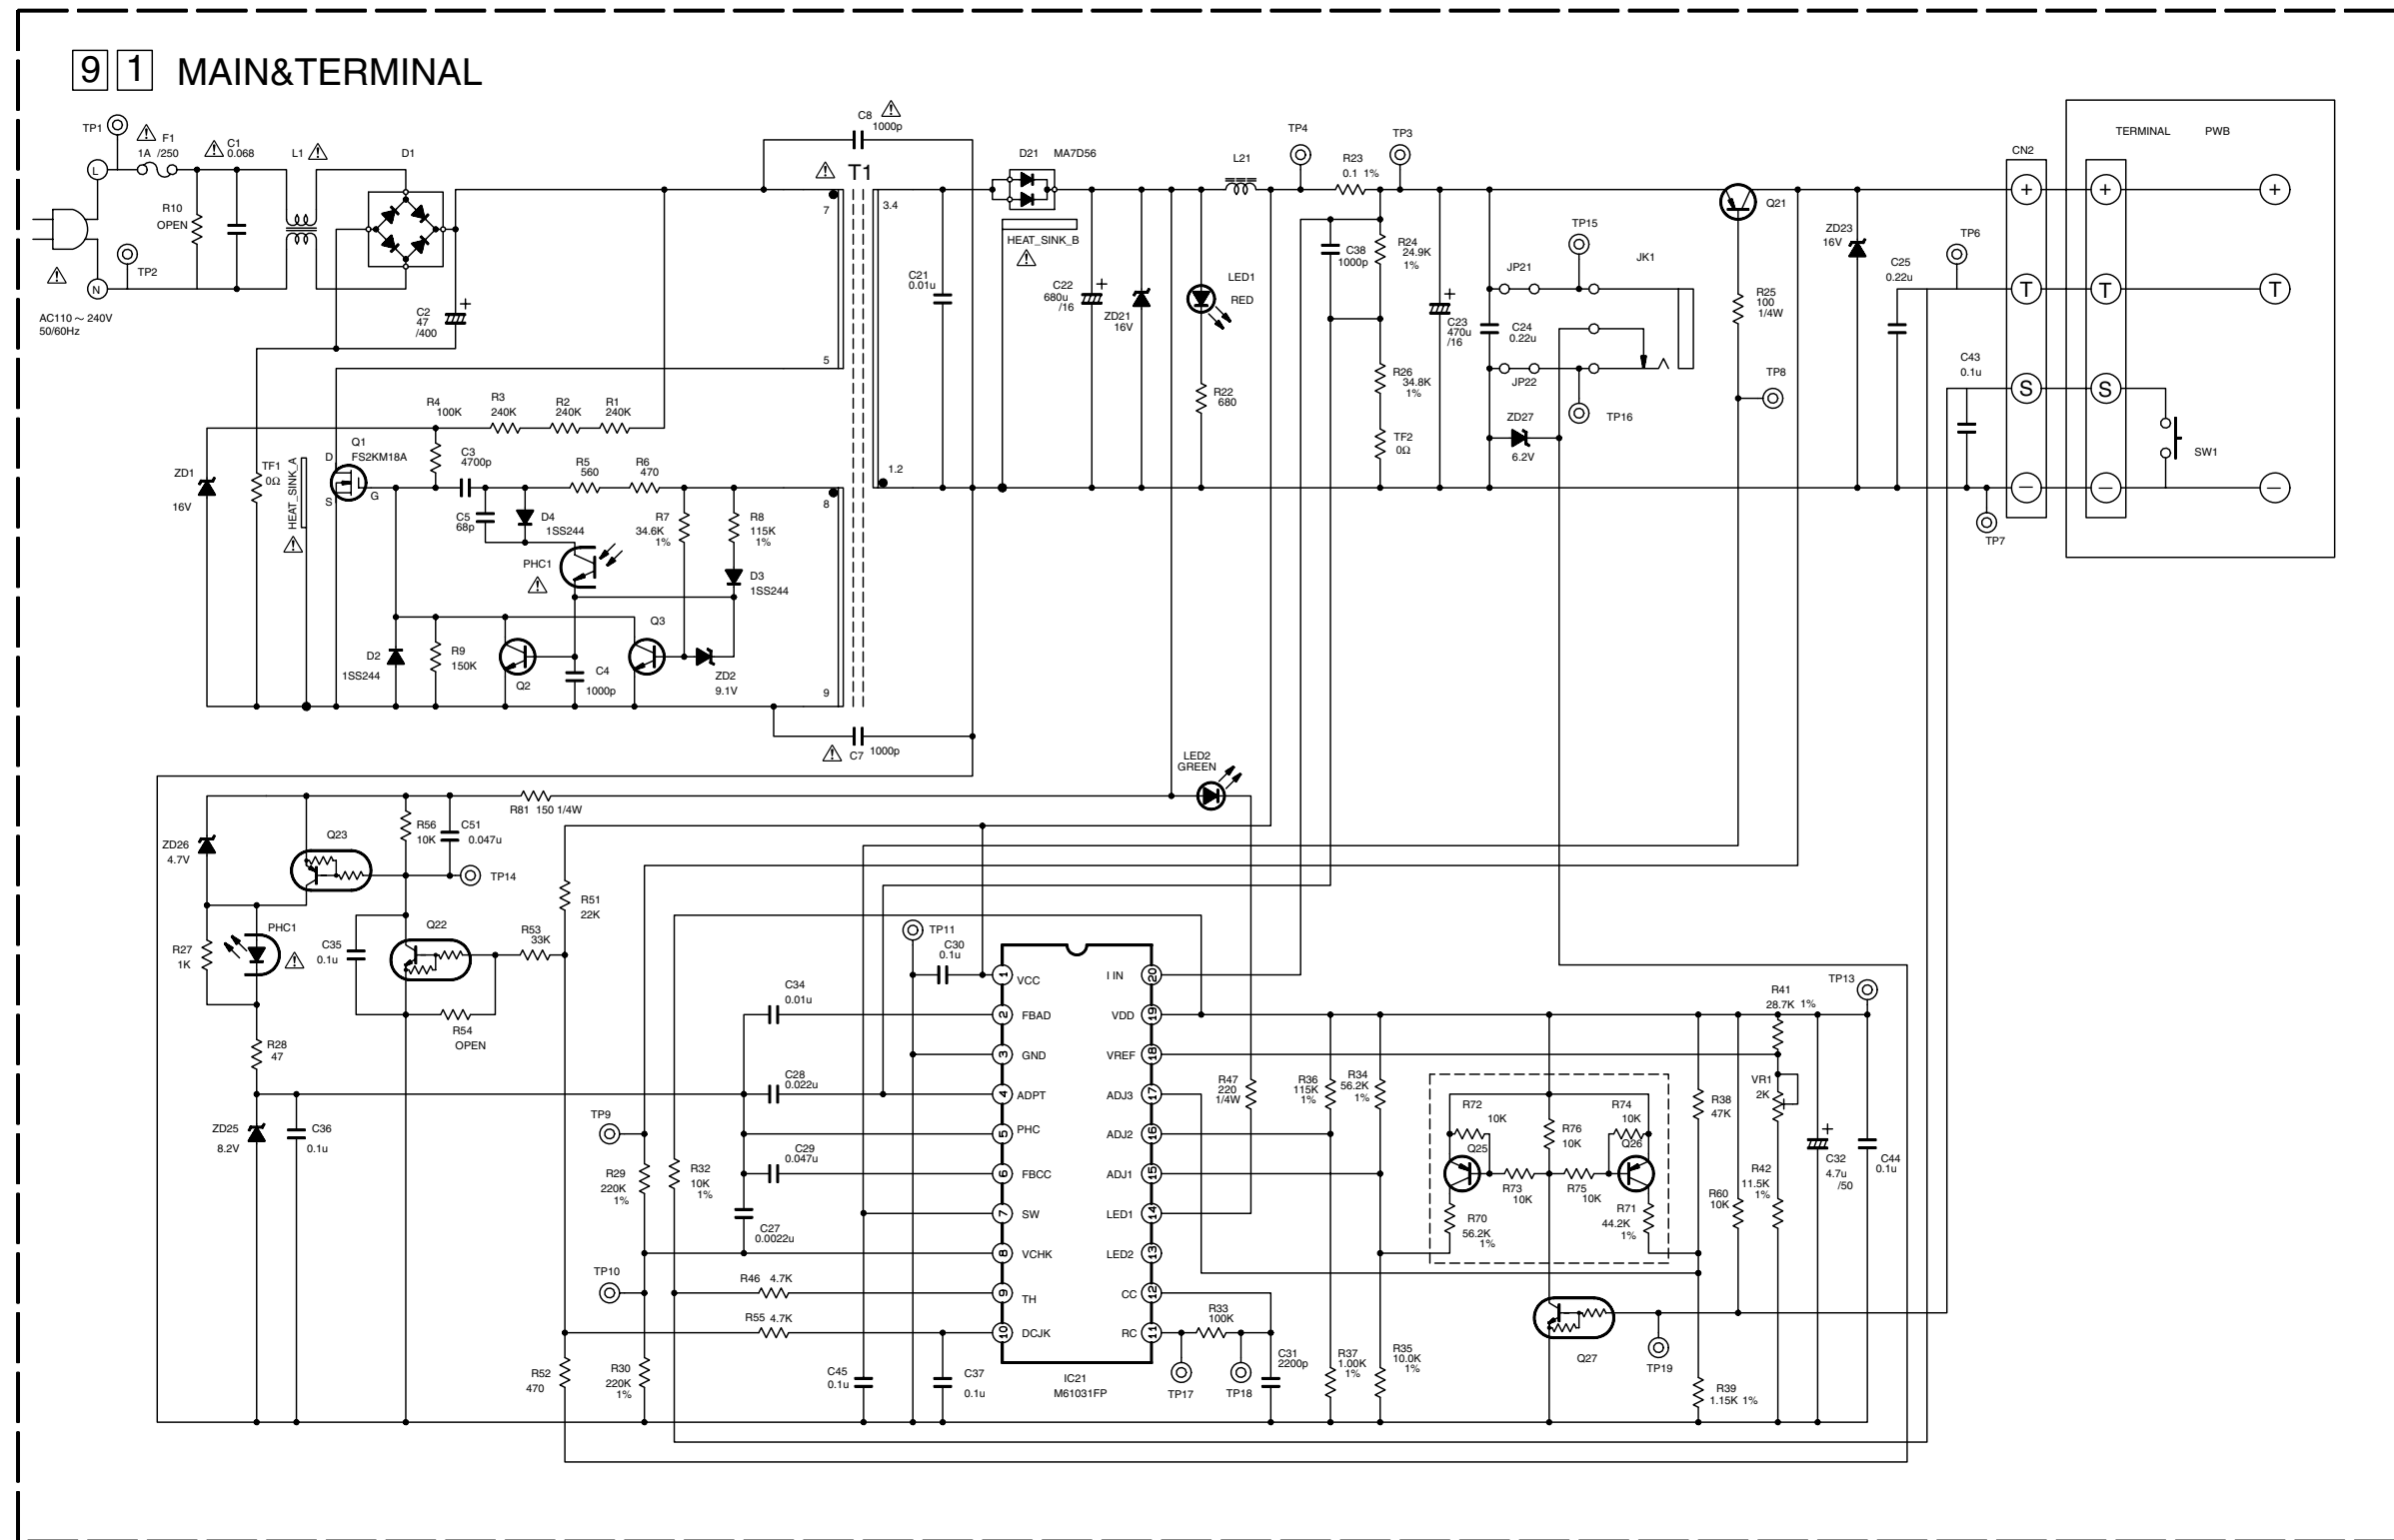 9 1 MAIN&TERMINAL
TP1
F1
1A /250
C1
0.068
L1
D1
L
R10
OPEN
TP2
N
AC110 ~ 240V
50/60Hz
C2
47
/400
+
C8
1000p
T1
7
5
3.4
1.2
8
9
R4
100K
R3
240K
R2
240K
R1
240K
ZD1
16V
TF1
0Ω
HEAT_SINK_A
Q1
FS2KM18A
D
G
S
C3
4700p
R5
560
R6
470
C5
68p
D4
1SS244
R7
34.6K
1%
R8
115K
1%
PHC1
D3
1SS244
D2
1SS244
R9
150K
Q2
C4
1000p
Q3
ZD2
9.1V
C7
1000p
C21
0.01u
D21 MA7D56
HEAT_SINK_B
C22
680u
/16
+
ZD21
16V
LED1
RED
R22
680
L21
TP4
R23
0.1 1%
TP3
C38
1000p
R24
24.9K
1%
R26
34.8K
1%
TF2
0Ω
+
C23
470u
/16
C24
0.22u
JP21
TP15
JK1
JP22
TP16
ZD27
6.2V
Q21
R25
100
1/4W
TP8
ZD23
16V
C25
0.22u
TP6
C43
0.1u
TP7
CN2
+
T
S
−
TERMINAL PWB
+
T
S
−
+
T
−
SW1
LED2
GREEN
R81 150 1/4W
ZD26
4.7V
Q23
R56
10K
C51
0.047u
TP14
R27
1K
PHC1
C35
0.1u
Q22
R53
33K
R51
22K
R54
OPEN
R28
47
ZD25
8.2V
C36
0.1u
TP11
C30
0.1u
C34
0.01u
C28
0.022u
C29
0.047u
C27
0.0022u
TP9
R29
220K
1%
R32
10K
1%
TP10
R46 4.7K
R55 4.7K
R52
470
R30
220K
1%
C45
0.1u
C37
0.1u
1 VCC
2 FBAD
3 GND
4 ADPT
5 PHC
6 FBCC
7 SW
8 VCHK
9 TH
10 DCJK
I IN 20
VDD 19
VREF 18
ADJ3 17
ADJ2 16
ADJ1 15
LED1 14
LED2 13
CC 12
RC 11
IC21
M61031FP
R47
220
1/4W
R36
115K
1%
R34
56.2K
1%
R33
100K
TP17
TP18
C31
2200p
R37
1.00K
1%
R35
10.0K
1%
R72
10K
Q25
R76
10K
R74
10K
Q26
R73
10K
R75
10K
R70
56.2K
1%
R71
44.2K
1%
R38
47K
R60
10K
R41
28.7K 1%
TP13
VR1
2K
R42
11.5K
1%
+
C32
4.7u
/50
C44
0.1u
Q27
TP19
R39
1.15K 1%